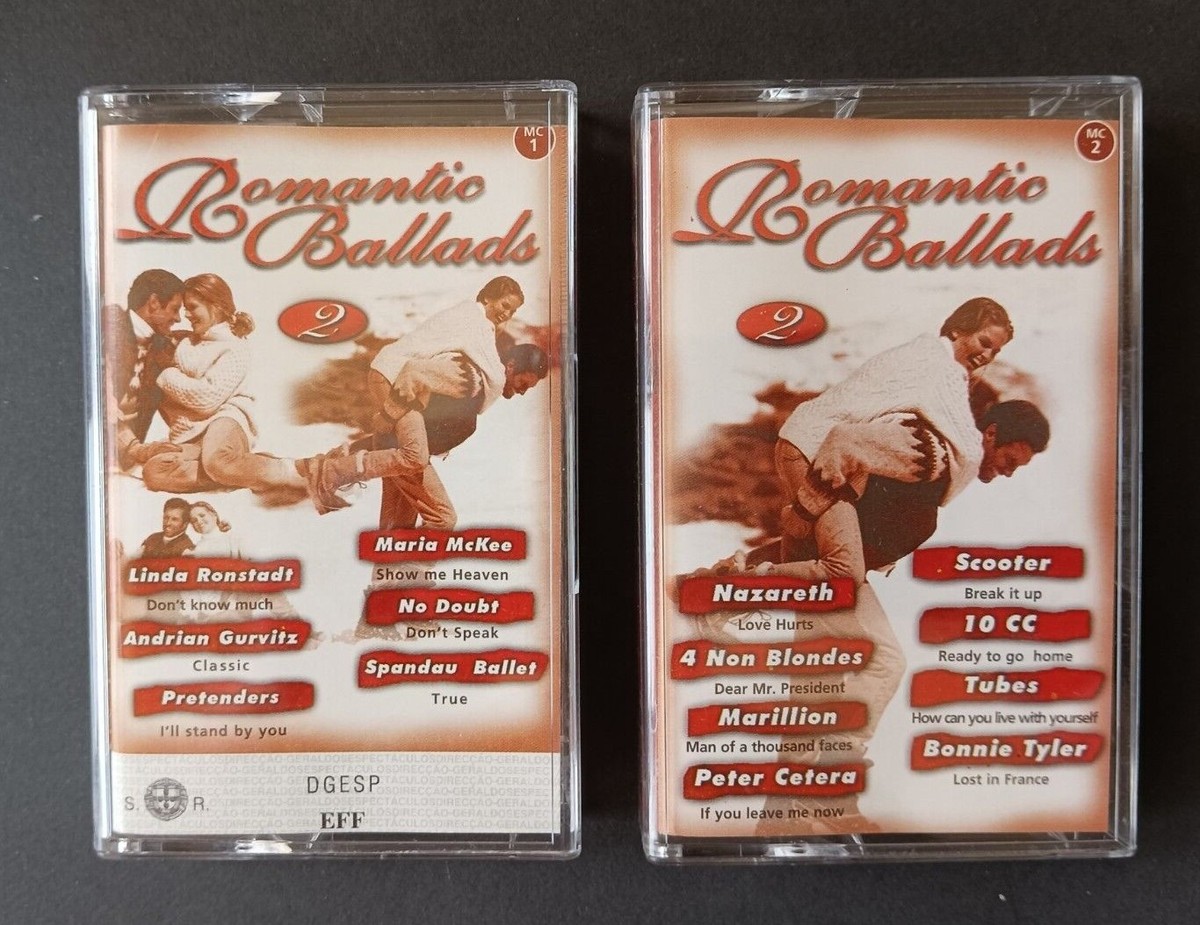 MC
1
Romantic
Ballads
2
Maria McKee
Show me Heaven
Linda Ronstadt
Don't know much
No Doubt
Don't Speak
Andrian Gurvitz
Classic
Spandau Ballet
True
Pretenders
I'll stand by you
S. R.
DGESP
EFF
MC
2
Romantic
Ballads
2
Scooter
Break it up
Nazareth
Love Hurts
10 CC
Ready to go home
4 Non Blondes
Dear Mr. President
Tubes
How can you live with yourself
Marillion
Man of a thousand faces
Bonnie Tyler
Lost in France
Peter Cetera
If you leave me now